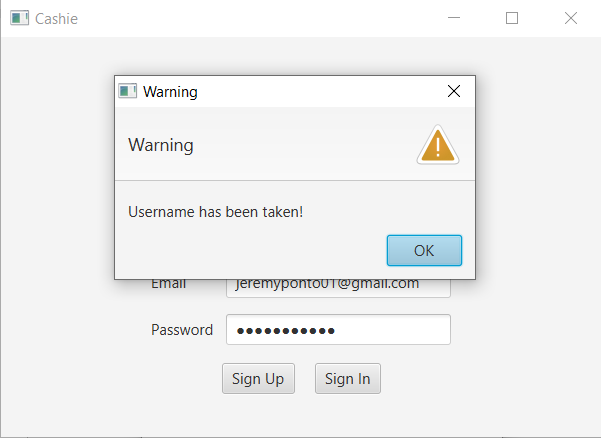 Cashie
Warning
Warning
Username has been taken!
OK
Email jeremyponto01@gmail.com
Password ●●●●●●●●●●●
Sign Up Sign In